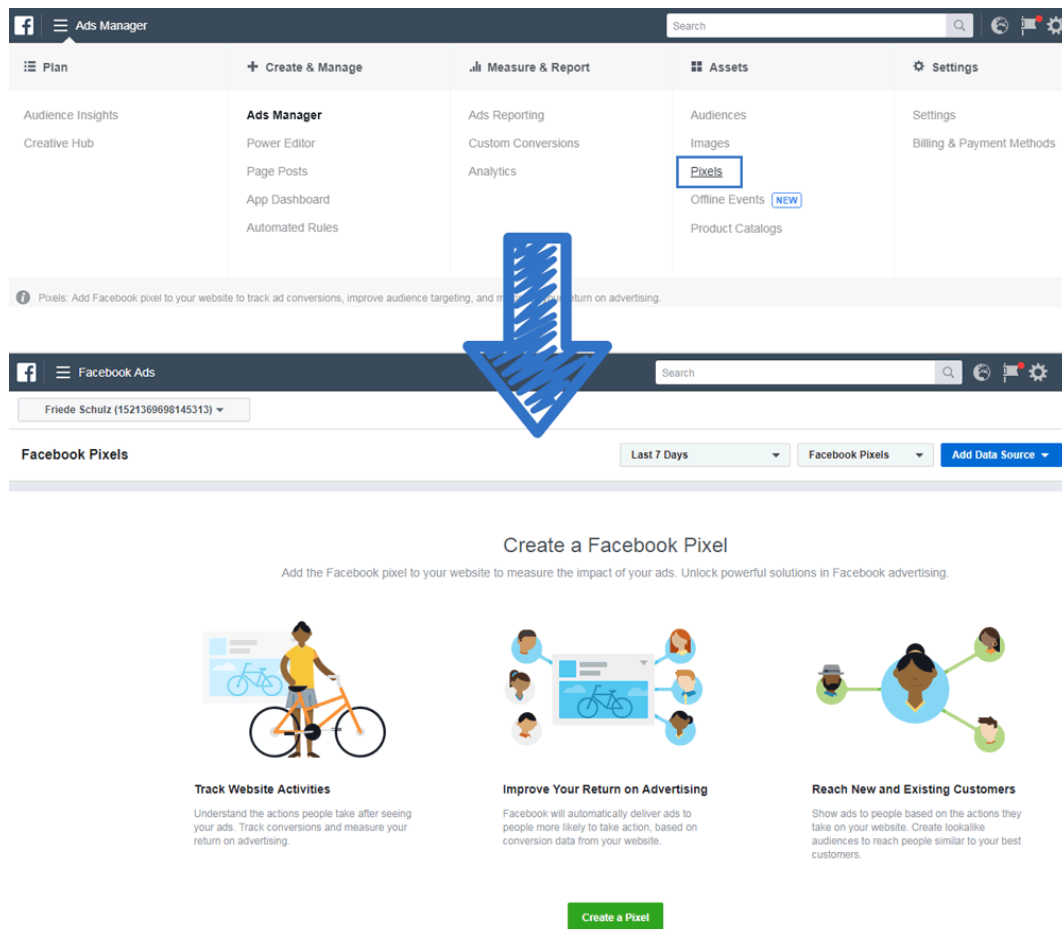 f Ads Manager Search
Plan Create & Manage Measure & Report Assets Settings
Audience Insights Ads Manager Ads Reporting Audiences Settings
Creative Hub Power Editor Custom Conversions Images Billing & Payment Methods
Page Posts Analytics Pixels
App Dashboard Offline Events NEW
Automated Rules Product Catalogs
Pixels: Add Facebook pixel to your website to track ad conversions, improve audience targeting, and return on advertising.
f Facebook Ads Search
Friede Schulz (1521369698145313)
Facebook Pixels Last 7 Days Facebook Pixels Add Data Source
Create a Facebook Pixel
Add the Facebook pixel to your website to measure the impact of your ads. Unlock powerful solutions in Facebook advertising.
Track Website Activities
Understand the actions people take after seeing
your ads. Track conversions and measure your
return on advertising.
Improve Your Return on Advertising
Facebook will automatically deliver ads to
people more likely to take action, based on
conversion data from your website.
Reach New and Existing Customers
Show ads to people based on the actions they
take on your website. Create lookalike
audiences to reach people similar to your best
customers.
Create a Pixel